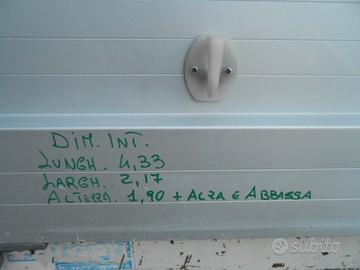 DIM. INT.
LUNGH. 4,33
LARGH. 2,17
ALTEZZA. 1,90 + ALZA E ABBASSA
subito